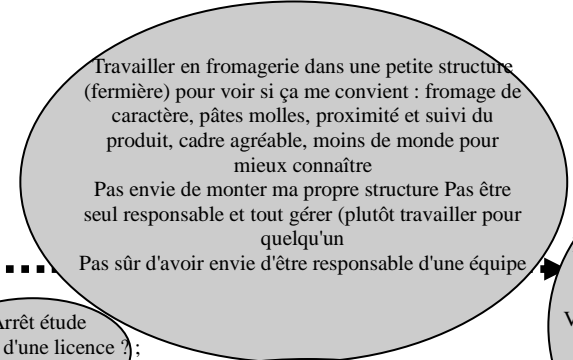 Travailler en fromagerie dans une petite structure
(fermière) pour voir si ça me convient : fromage de
caractère, pâtes molles, proximité et suivi du
produit, cadre agréable, moins de monde pour
mieux connaître
Pas envie de monter ma propre structure Pas être
seul responsable et tout gérer (plutôt travailler pour
quelqu'un
Pas sûr d'avoir envie d'être responsable d'une équipe
Arrêt étude
d'une licence ? ;
V